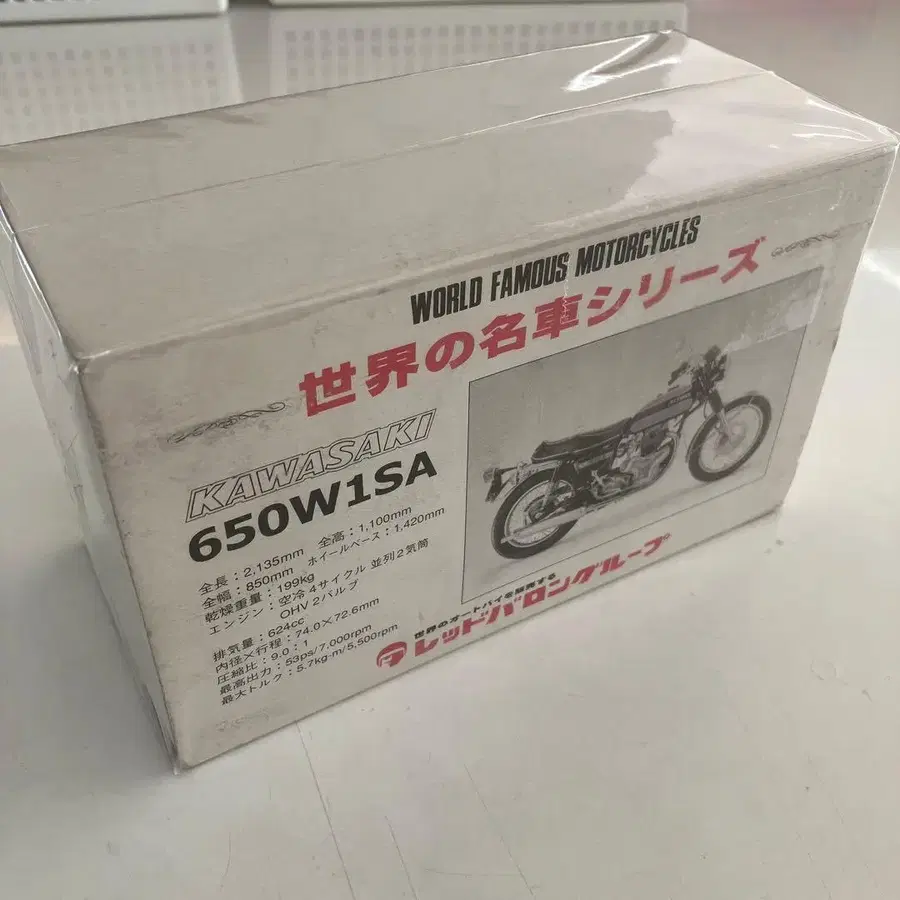 WORLD FAMOUS MOTORCYCLES
世界の名車シリーズ
KAWASAKI
650W1SA
全長：2,135mm 全高：1,100mm
全幅：850mm ホイールベース：1,420mm
乾燥重量：199kg
エンジン：空冷 4サイクル 並列2気筒
OHV 2バルブ
排気量：624cc
内径×行程：74.0×72.6mm
圧縮比：9.0：1
最高出力：53ps/7,000rpm
最大トルク：5.7kg-m/5,500rpm
世界のオートバイを販売する
レッドバロングループ